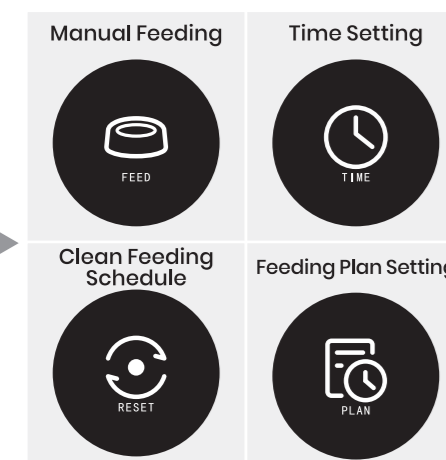 Manual Feeding
FEED
Time Setting
TIME
Clean Feeding
Schedule
RESET
Feeding Plan Setting
PLAN